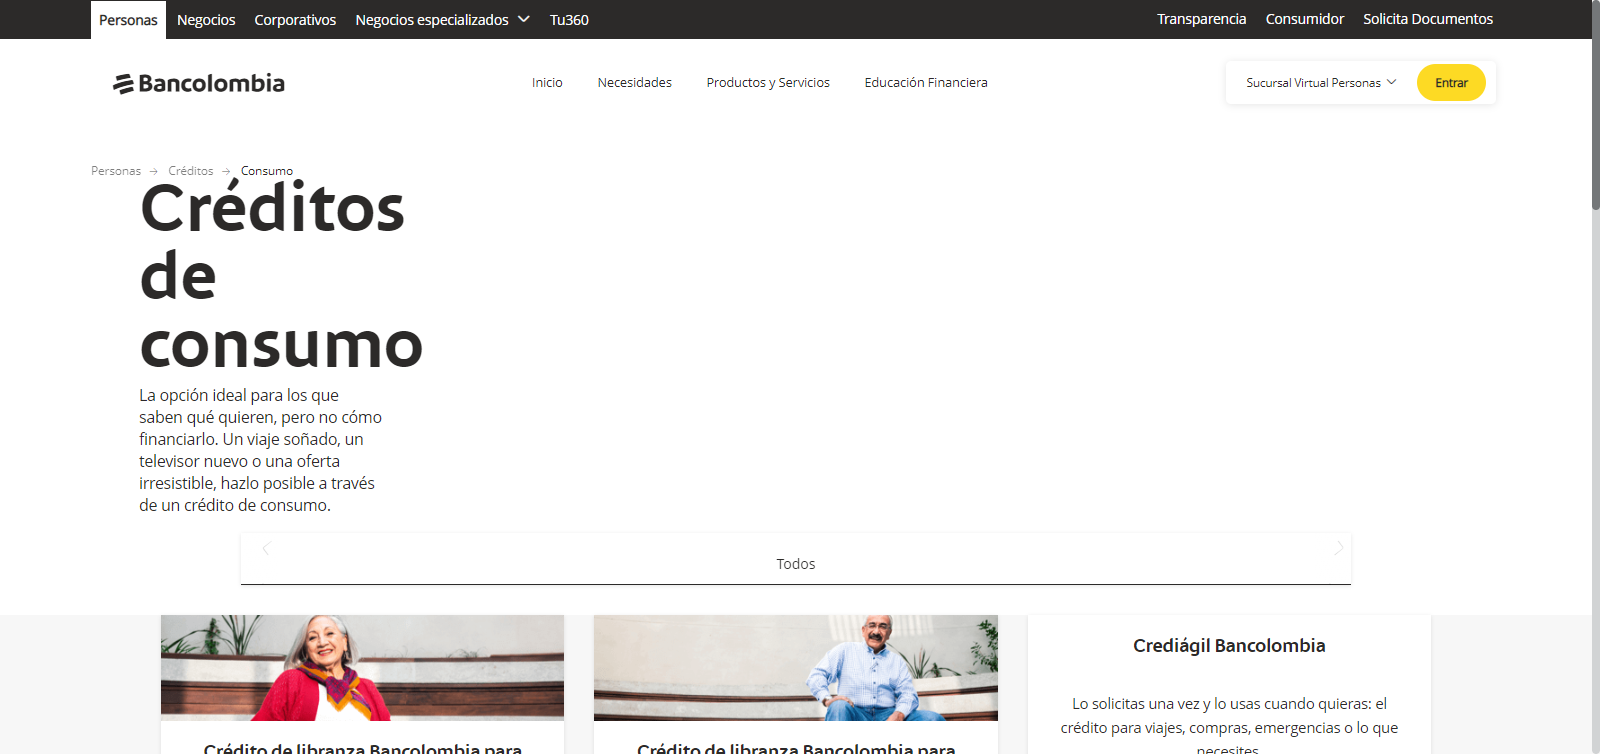 Personas Negocios Corporativos Negocios especializados Tu360 Transparencia Consumidor Solicita Documentos
Bancolombia Inicio Necesidades Productos y Servicios Educación Financiera Sucursal Virtual Personas Entrar
Personas → Créditos → Consumo
Créditos
de
consumo
La opción ideal para los que
saben qué quieren, pero no cómo
financiarlo. Un viaje soñado, un
televisor nuevo o una oferta
irresistible, hazlo posible a través
de un crédito de consumo.
Todos
Crédito de libranza Bancolombia para
Crédito de libranza Bancolombia para
Crediágil Bancolombia
Lo solicitas una vez y lo usas cuando quieras: el
crédito para viajes, compras, emergencias o lo que
necesites